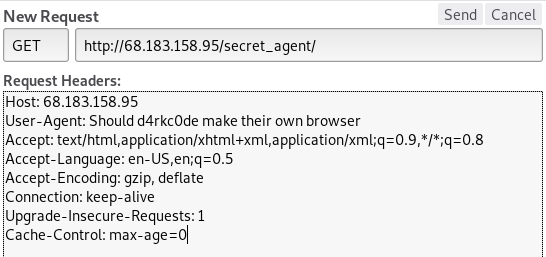 New Request
Send Cancel
GET http://68.183.158.95/secret_agent/
Request Headers:
Host: 68.183.158.95
User-Agent: Should d4rkc0de make their own browser
Accept: text/html,application/xhtml+xml,application/xml;q=0.9,*/*;q=0.8
Accept-Language: en-US,en;q=0.5
Accept-Encoding: gzip, deflate
Connection: keep-alive
Upgrade-Insecure-Requests: 1
Cache-Control: max-age=0